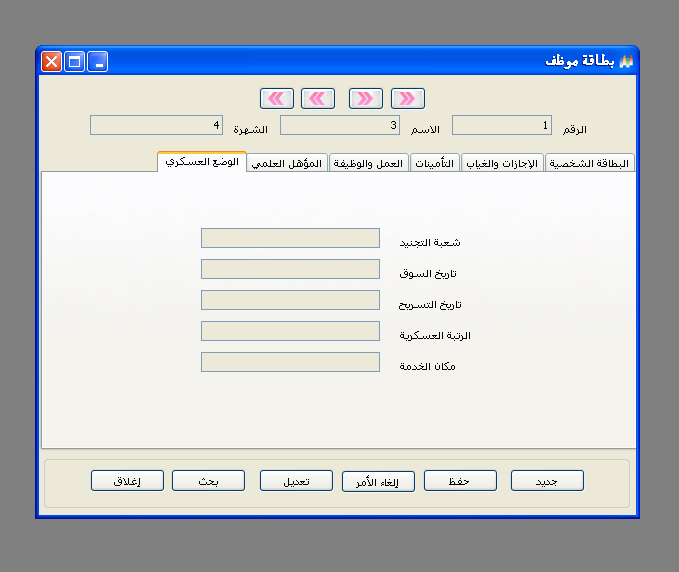 بطاقة موظف
الرقم 1 الاسم 3 الشهرة 4
البطاقة الشخصية الإجازات والغياب التأمينات العمل والوظيفة المؤهل العلمي الوضع العسكري
شعبة التجنيد
تاريخ السوق
تاريخ التسريح
الرتبة العسكرية
مكان الخدمة
جديد حفظ إلغاء الأمر تعديل بحث إغلاق